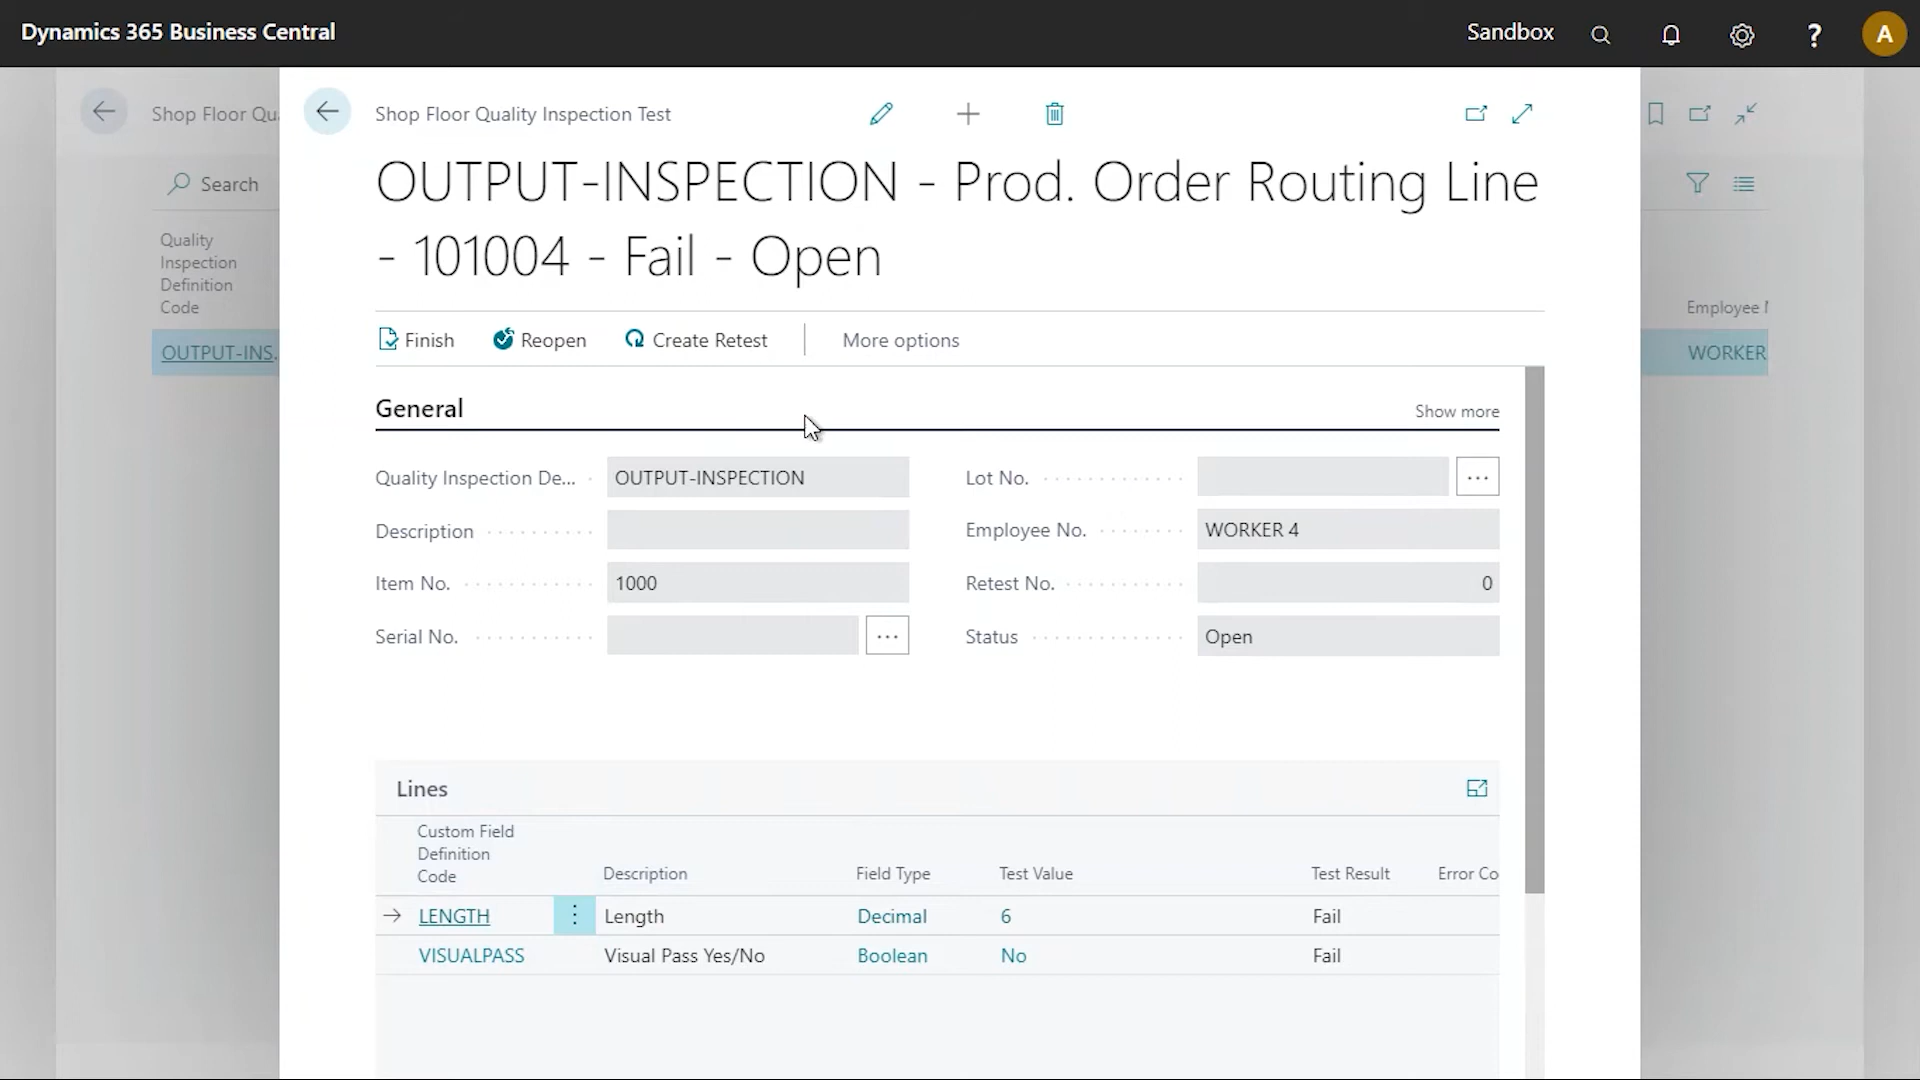 Dynamics 365 Business Central
Sandbox
?
A
Shop Floor Qu
Search
Quality
Inspection
Definition
Code
OUTPUT-INS.
Shop Floor Quality Inspection Test
OUTPUT-INSPECTION - Prod. Order Routing Line
- 101004 - Fail - Open
Finish
Reopen
Create Retest
More options
General
Show more
Quality Inspection De...
OUTPUT-INSPECTION
Lot No.
Description
Employee No.
WORKER 4
Item No.
1000
Retest No.
0
Serial No.
Status
Open
Lines
Custom Field
Definition
Code
Description
Field Type
Test Value
Test Result
Error Co
LENGTH
Length
Decimal
6
Fail
VISUALPASS
Visual Pass Yes/No
Boolean
No
Fail
Employee
WORKER